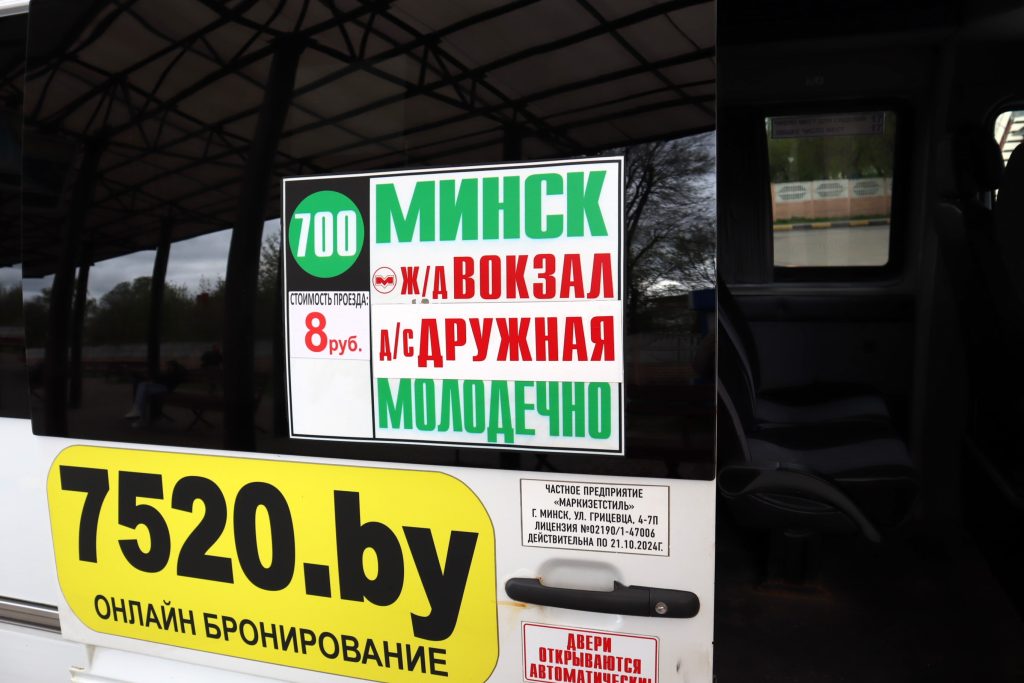 700
МИНСК
Ж/Д ВОКЗАЛ
СТОИМОСТЬ ПРОЕЗДА:
8 руб.
Д/С ДРУЖНАЯ
МОЛОДЕЧНО
7520.by
ОНЛАЙН БРОНИРОВАНИЕ
ЧАСТНОЕ ПРЕДПРИЯТИЕ
«МАРКИЗЕТСТИЛЬ»
Г. МИНСК, УЛ. ГРИЦЕВЦА, 4-7П
ЛИЦЕНЗИЯ №02190/1-47006
ДЕЙСТВИТЕЛЬНА ПО 21.10.2024Г.
ДВЕРИ
ОТКРЫВАЮТСЯ
АВТОМАТИЧЕСКИ!